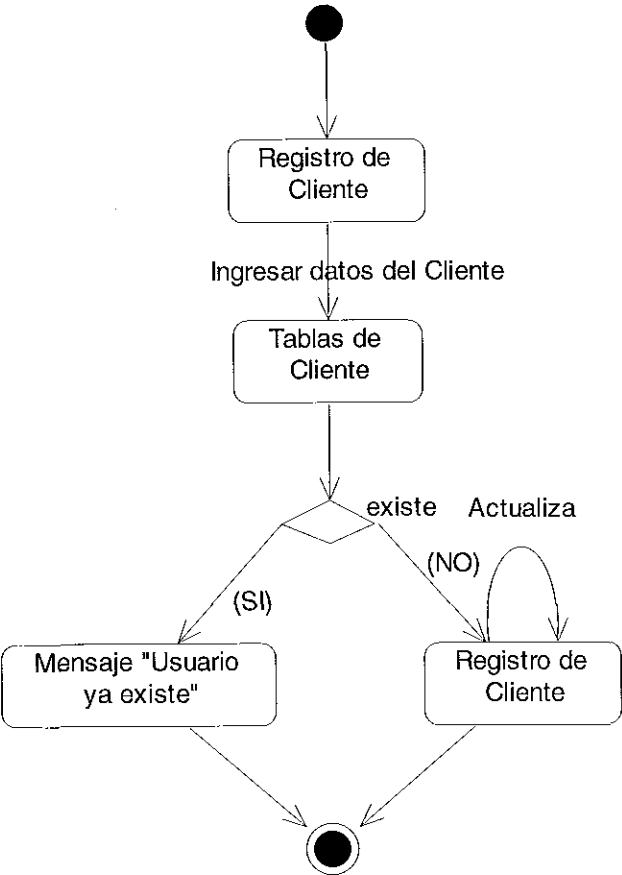 Registro de
Cliente
Ingresar datos del Cliente
Tablas de
Cliente
existe
Actualiza
(SI)
(NO)
Mensaje "Usuario
ya existe"
Registro de
Cliente